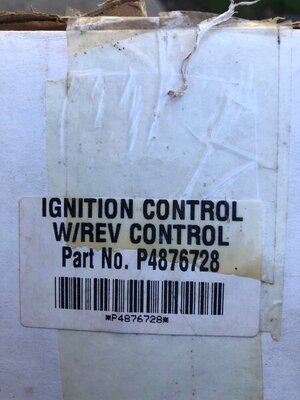 IGNITION CONTROL
W/REV CONTROL
Part No. P4876728
*P4876728*